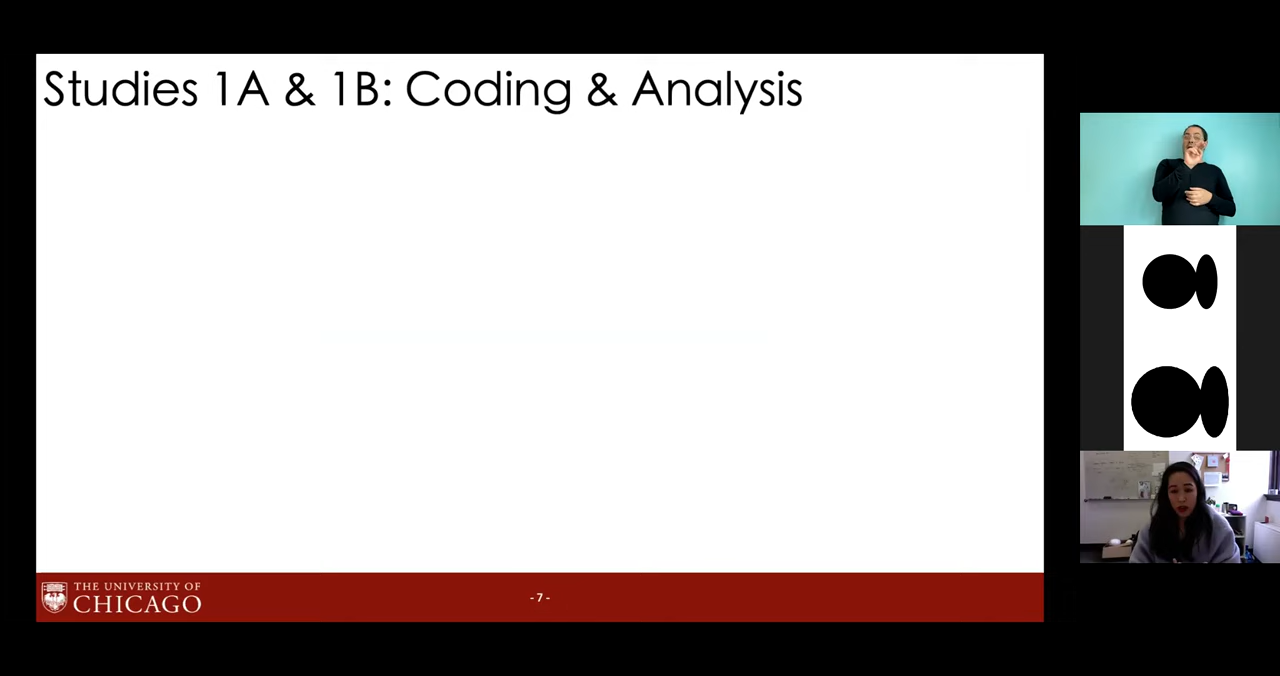 Studies 1A & 1B: Coding & Analysis
THE UNIVERSITY OF
CHICAGO
- 7 -